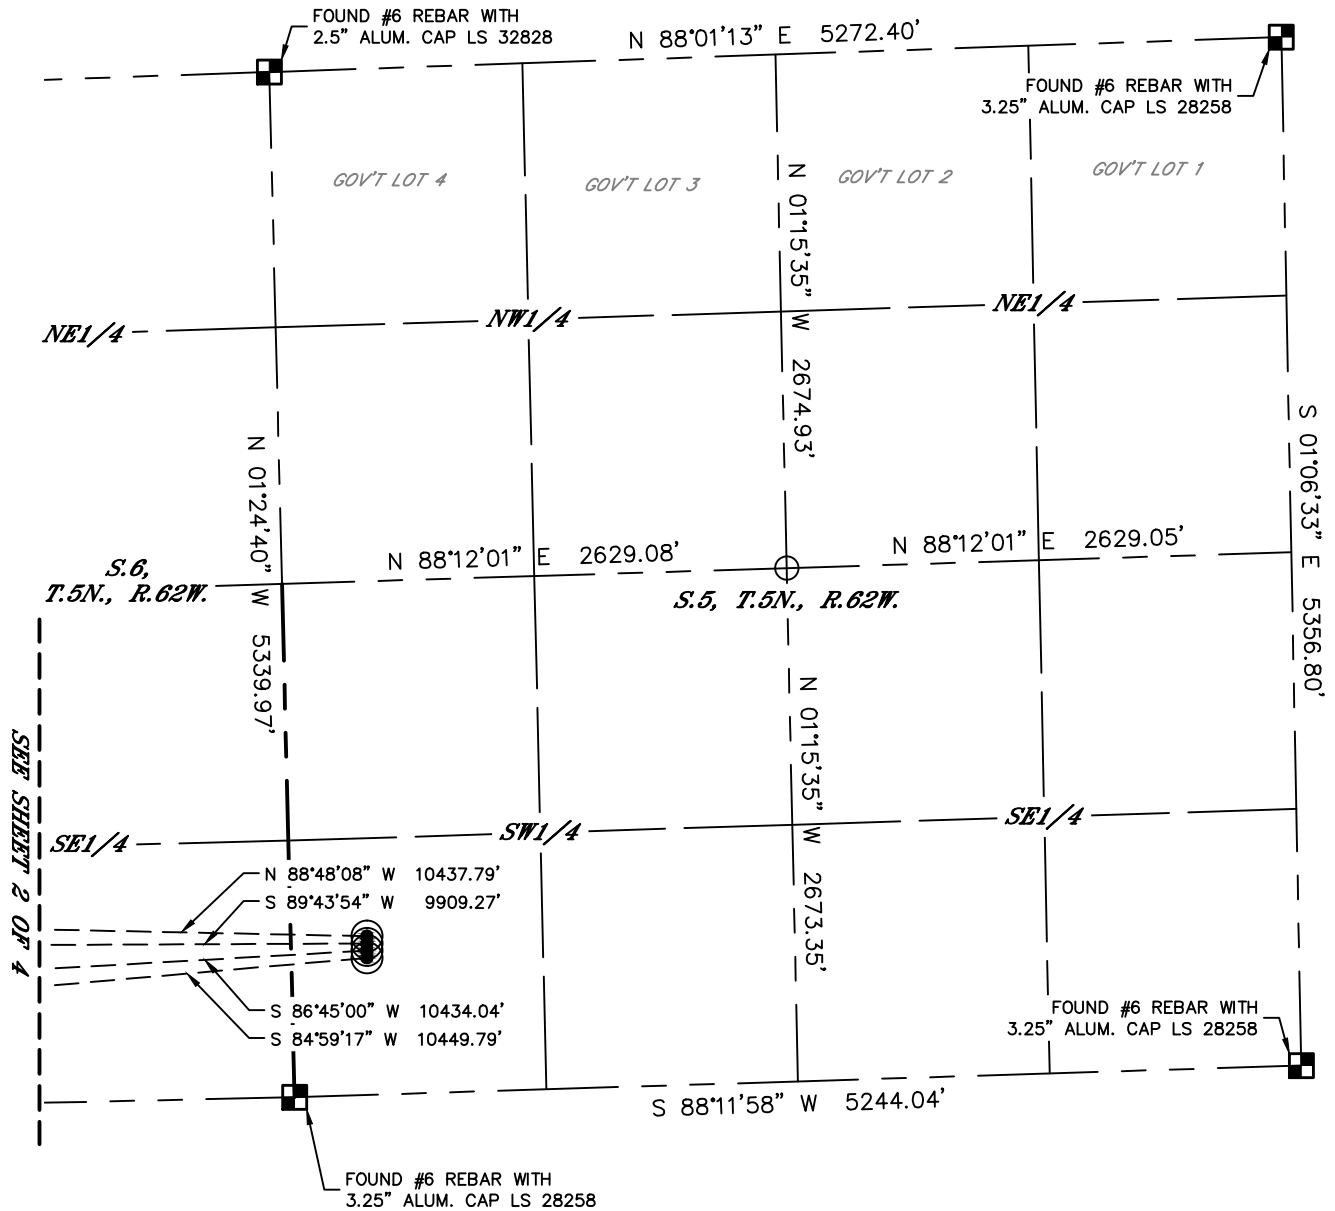 FOUND #6 REBAR WITH
2.5" ALUM. CAP LS 32828
N 88°01'13" E 5272.40'
FOUND #6 REBAR WITH
3.25" ALUM. CAP LS 28258
GOV'T LOT 4
GOV'T LOT 3
GOV'T LOT 2
GOV'T LOT 1
N 01°15'35" W 2674.93'
NE1/4
NW1/4
NE1/4
N 01°24'40" W 5339.97'
S 01°06'33" E 5356.80'
N 88°12'01" E 2629.08'
N 88°12'01" E 2629.05'
S.6,
T.5N., R.62W.
S.5, T.5N., R.62W.
N 01°15'35" W 2673.35'
SEE SHEET 2 OF 4
SE1/4
SW1/4
SE1/4
N 88°48'08" W 10437.79'
S 89°43'54" W 9909.27'
S 86°45'00" W 10434.04'
S 84°59'17" W 10449.79'
FOUND #6 REBAR WITH
3.25" ALUM. CAP LS 28258
S 88°11'58" W 5244.04'
FOUND #6 REBAR WITH
3.25" ALUM. CAP LS 28258